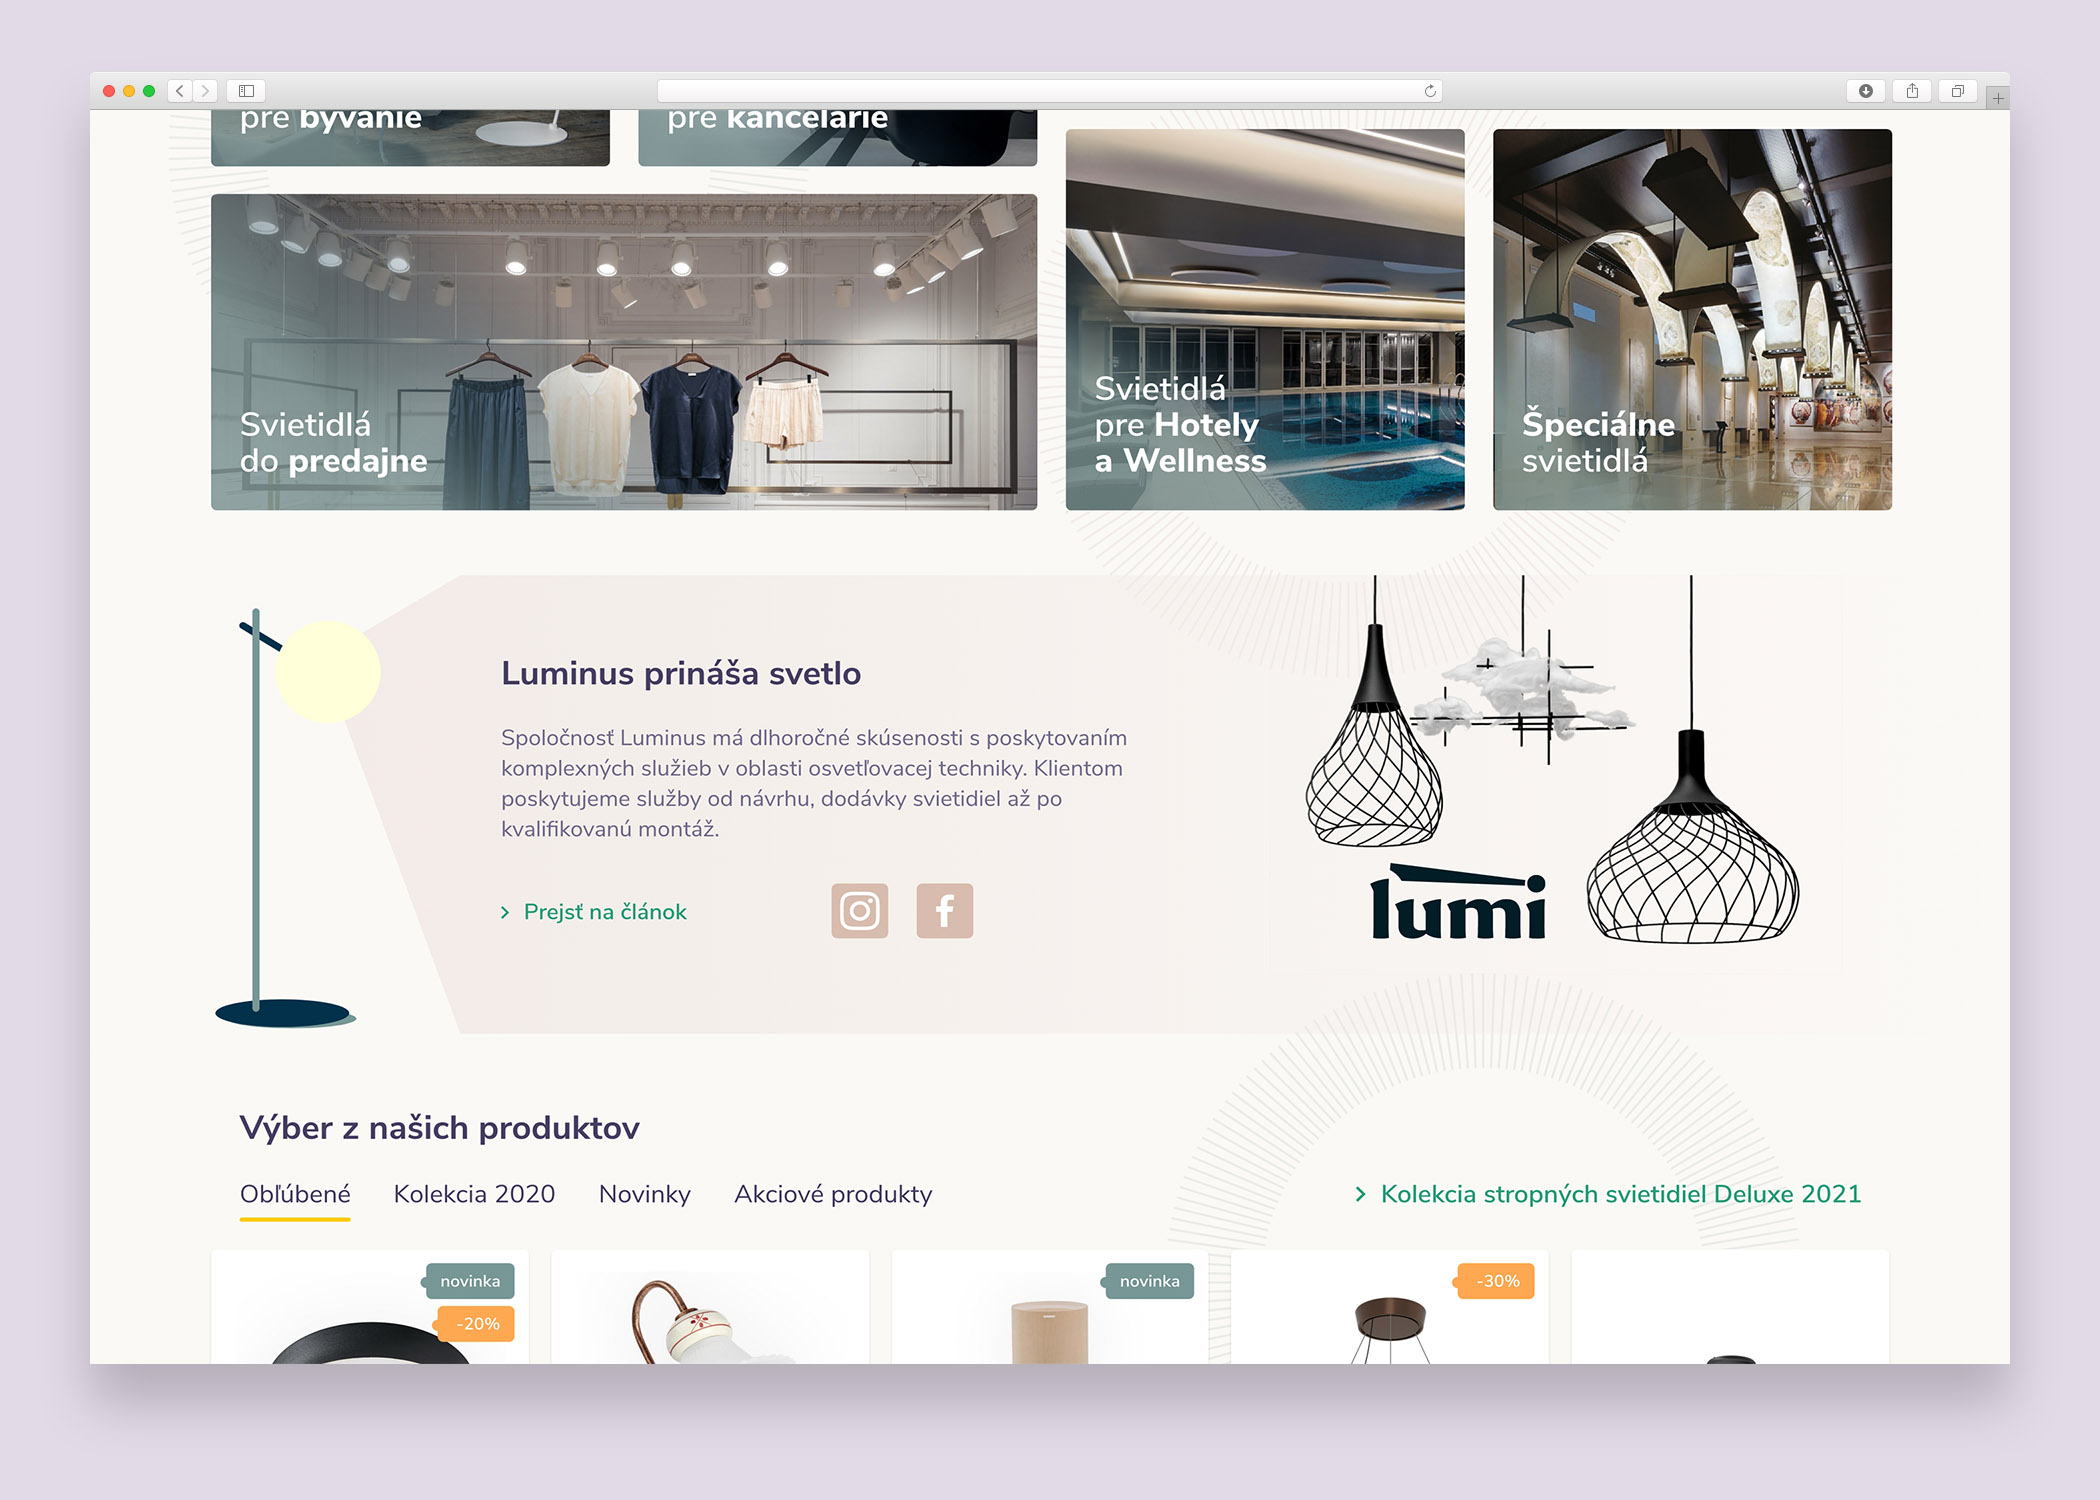 pre bývanie
pre kancelárie
Svietidlá
do predajne
Svietidlá
pre Hotely
a Wellness
Špeciálne
svietidlá
Luminus prináša svetlo
Spoločnosť Luminus má dlhoročné skúsenosti s poskytovaním
komplexných služieb v oblasti osvetľovacej techniky. Klientom
poskytujeme služby od návrhu, dodávky svietidiel až po
kvalifikovanú montáž.
Prejsť na článok
lumi
Výber z našich produktov
Obľúbené
Kolekcia 2020
Novinky
Akciové produkty
Kolekcia stropných svietidiel Deluxe 2021
novinka
-20%
novinka
-30%